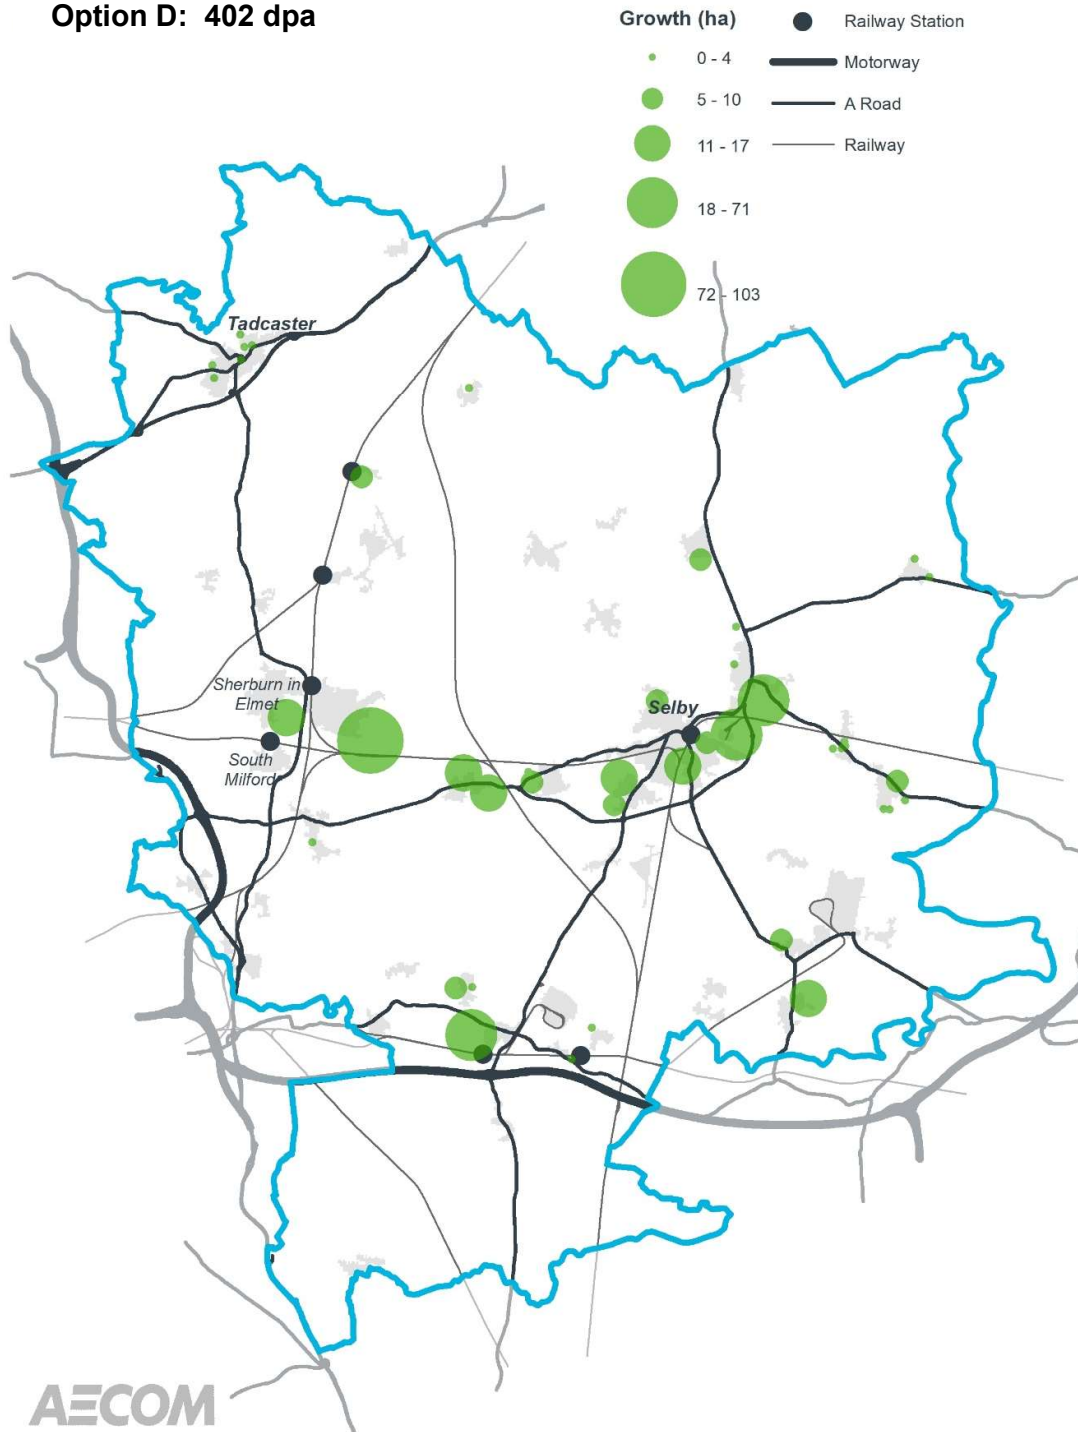 Option D: 402 dpa
Growth (ha)
0 - 4
5 - 10
11 - 17
18 - 71
72 - 103
Railway Station
Motorway
A Road
Railway
Tadcaster
Sherburn in
Elmet
South
Milford
Selby
AECOM